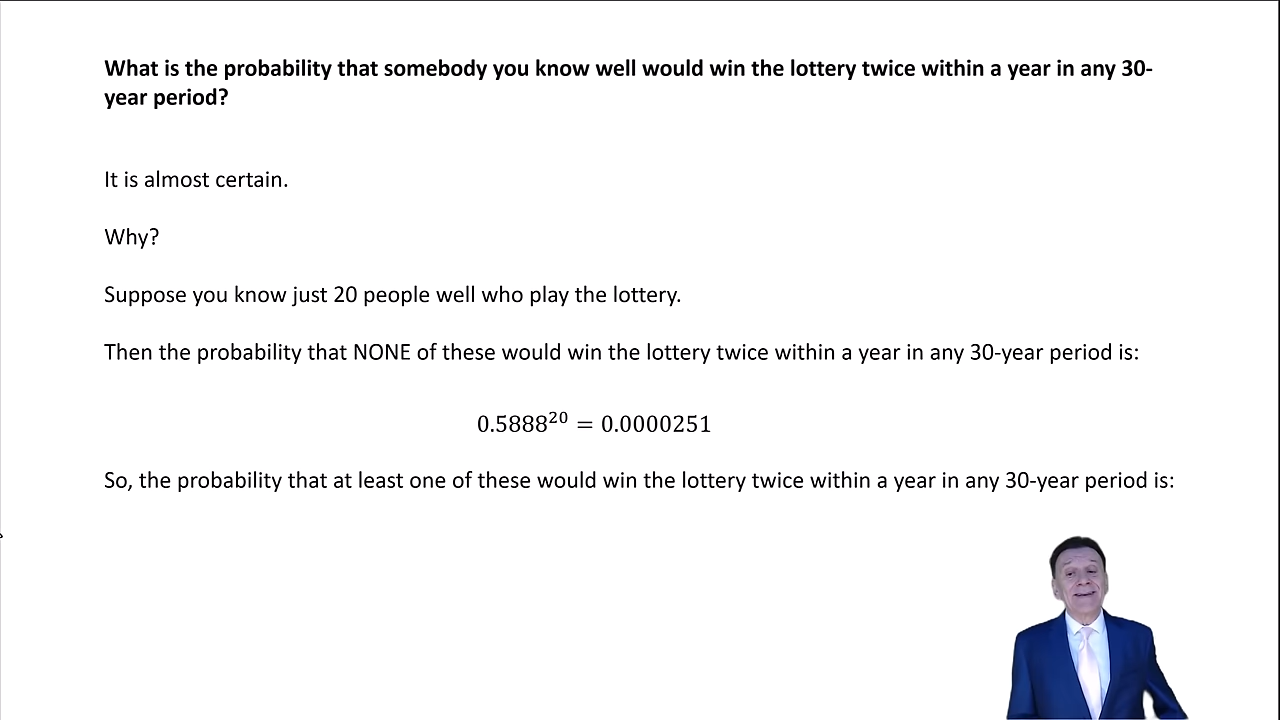 What is the probability that somebody you know well would win the lottery twice within a year in any 30-
year period?
It is almost certain.
Why?
Suppose you know just 20 people well who play the lottery.
Then the probability that NONE of these would win the lottery twice within a year in any 30-year period is:
0.5888²⁰ = 0.0000251
So, the probability that at least one of these would win the lottery twice within a year in any 30-year period is: